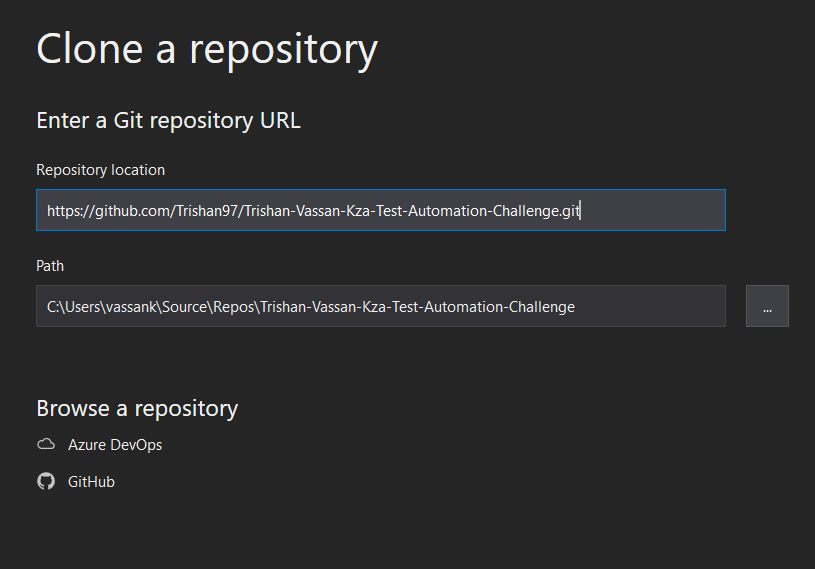 Clone a repository
Enter a Git repository URL
Repository location
https://github.com/Trishan97/Trishan-Vassan-Kza-Test-Automation-Challenge.git
Path
C:\Users\vassank\Source\Repos\Trishan-Vassan-Kza-Test-Automation-Challenge
...
Browse a repository
Azure DevOps
GitHub